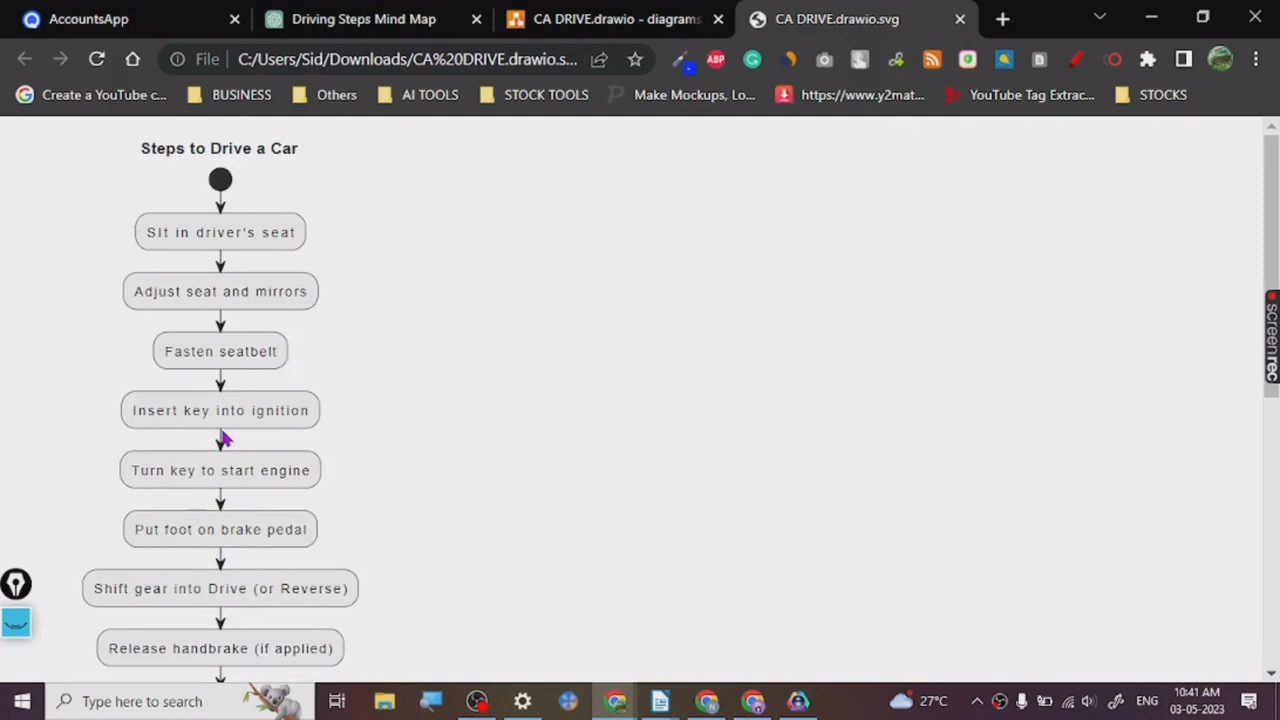 AccountsApp
Driving Steps Mind Map
CA DRIVE.drawio - diagrams
CA DRIVE.drawio.svg
File
C:/Users/Sid/Downloads/CA%20DRIVE.drawio.s...
ABP
Create a YouTube c...
BUSINESS
Others
AI TOOLS
STOCK TOOLS
Make Mockups, Lo...
https://www.y2mat...
YouTube Tag Extrac...
STOCKS
Steps to Drive a Car
SIt in driver's seat
Adjust seat and mirrors
Fasten seatbelt
Insert key into ignition
Turn key to start engine
Put foot on brake pedal
Shift gear into Drive (or Reverse)
Release handbrake (if applied)
screenrec
Type here to search
27°C
ENG
10:41 AM
03-05-2023